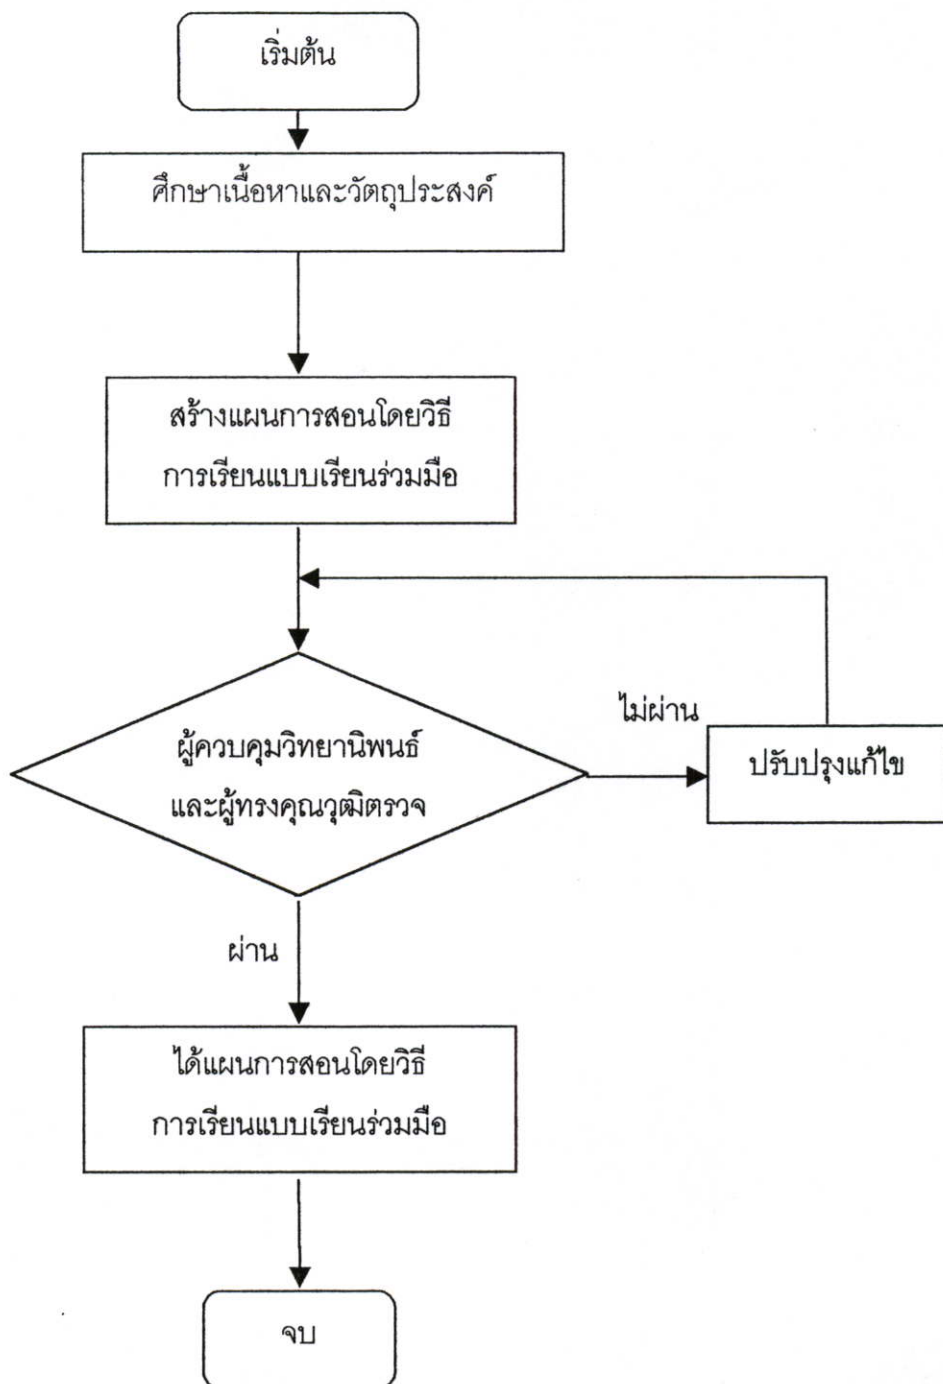 เริ่มต้น
ศึกษาเนื้อหาและวัตถุประสงค์
สร้างแผนการสอนโดยวิธี
การเรียนแบบเรียนร่วมมือ
ผู้ควบคุมวิทยานิพนธ์
และผู้ทรงคุณวุฒิตรวจ
ไม่ผ่าน
ปรับปรุงแก้ไข
ผ่าน
ได้แผนการสอนโดยวิธี
การเรียนแบบเรียนร่วมมือ
จบ